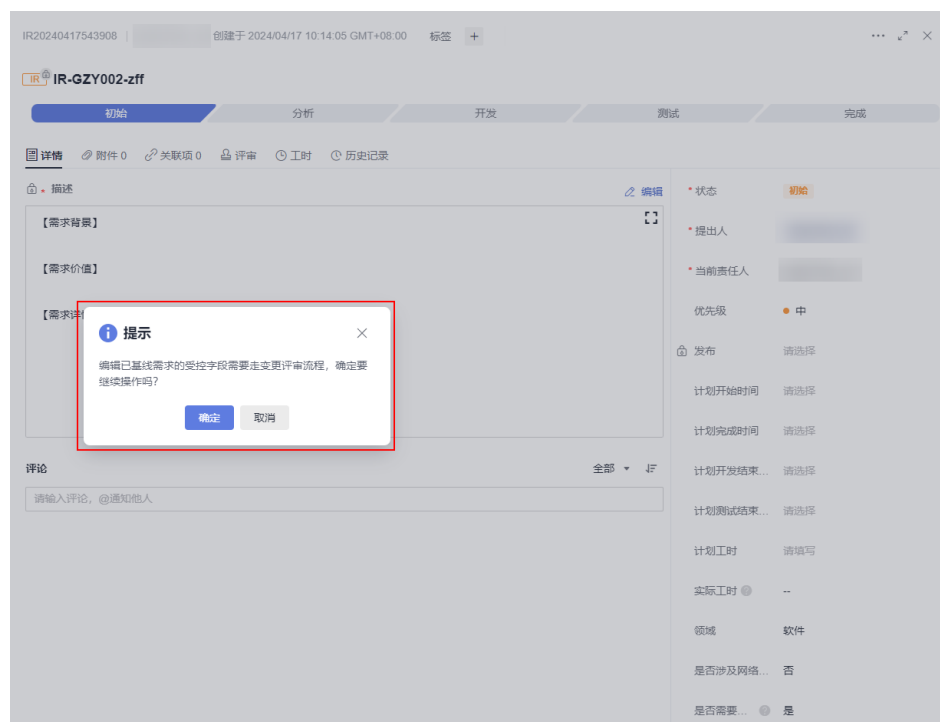 IR20240417543908 | 创建于 2024/04/17 10:14:05 GMT+08:00 标签 +
IR IR-GZY002-zff
初始 分析 开发 测试 完成
详情 附件 0 关联项 0 评审 工时 历史记录
* 描述 编辑
【需求背景】
【需求价值】
【需求详
提示
编辑已基线需求的受控字段需要走变更评审流程，确定要
继续操作吗?
确定 取消
评论 全部
请输入评论，@通知他人
* 状态 初始
* 提出人
* 当前责任人
优先级 中
发布 请选择
计划开始时间 请选择
计划完成时间 请选择
计划开发结束... 请选择
计划测试结束... 请选择
计划工时 请填写
实际工时 --
领域 软件
是否涉及网络... 否
是否需要... 是